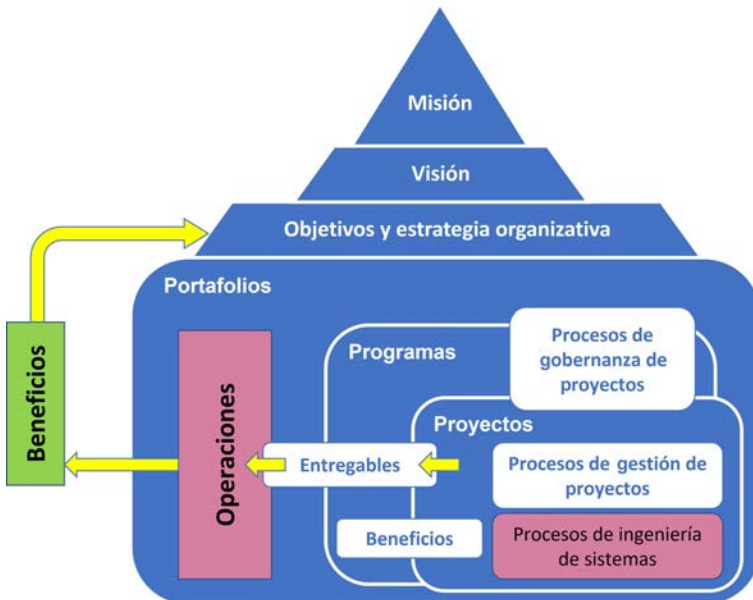 Misión
Visión
Objetivos y estrategia organizativa
Portafolios
Beneficios
Operaciones
Programas
Procesos de
gobernanza de
proyectos
Proyectos
Entregables
Procesos de gestión de
proyectos
Beneficios
Procesos de ingeniería
de sistemas